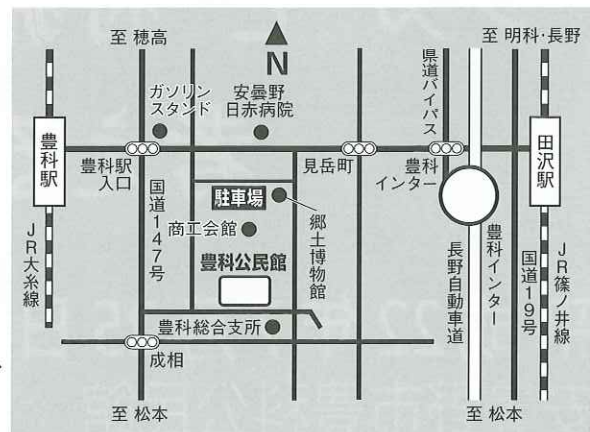 至 穂高
N
至 明科・長野
ガソリン
スタンド
安曇野
日赤病院
県道バイパス
豊科駅
豊科駅
入口
見岳町
豊科
インター
田沢駅
国道147号
駐車場
商工会館
郷土博物館
豊科公民館
JR大糸線
長野自動車道
豊科インター
国道19号
JR篠ノ井線
豊科総合支所
成相
至 松本
至 松本